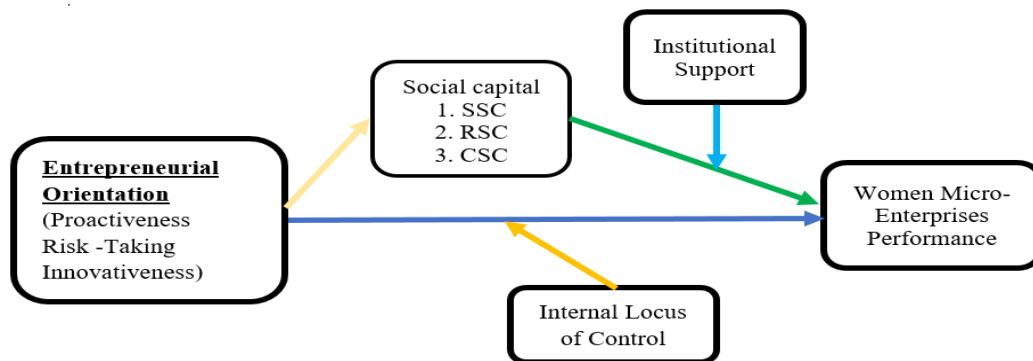 Institutional
Support
Social capital
1. SSC
2. RSC
3. CSC
Entrepreneurial
Orientation
(Proactiveness
Risk -Taking
Innovativeness)
Women Micro-
Enterprises
Performance
Internal Locus
of Control